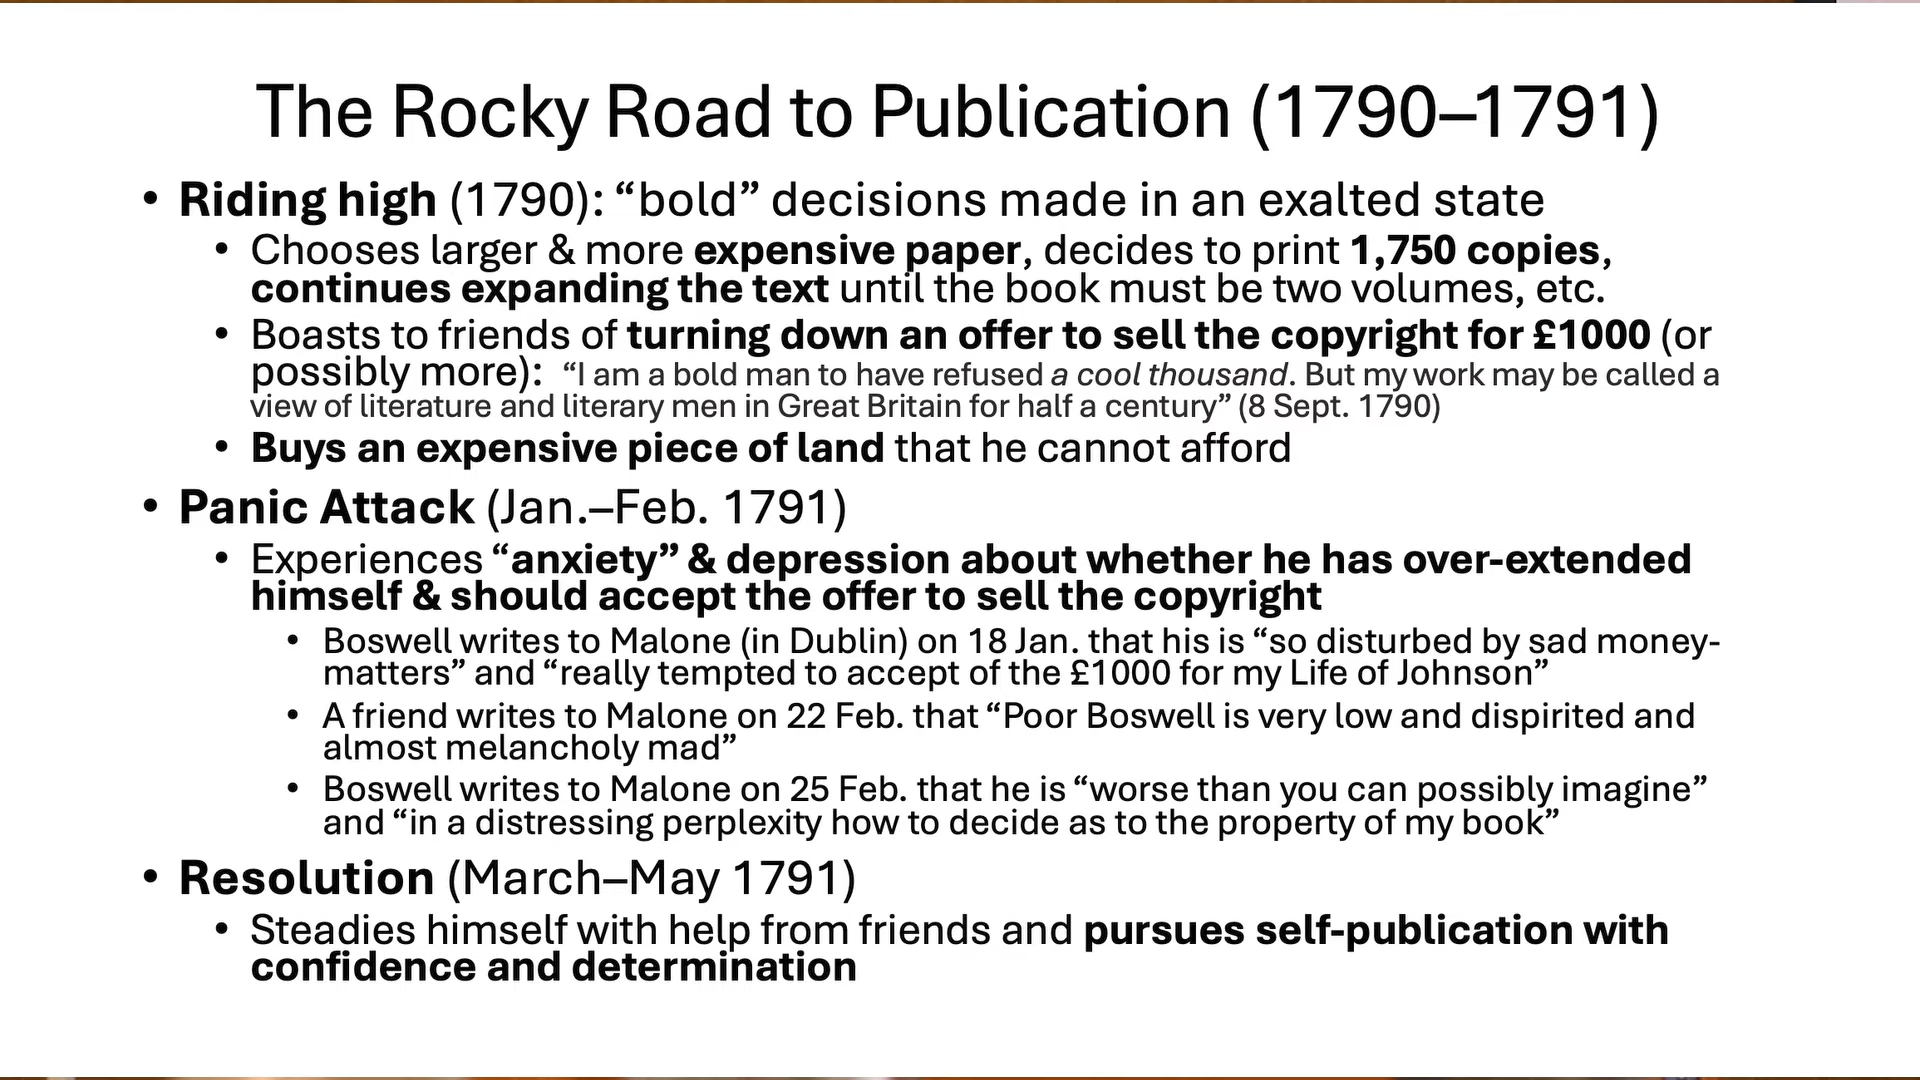 The Rocky Road to Publication (1790–1791)
• Riding high (1790): “bold” decisions made in an exalted state
• Chooses larger & more expensive paper, decides to print 1,750 copies,
continues expanding the text until the book must be two volumes, etc.
• Boasts to friends of turning down an offer to sell the copyright for £1000 (or
possibly more): “I am a bold man to have refused a cool thousand. But my work may be called a
view of literature and literary men in Great Britain for half a century” (8 Sept. 1790)
• Buys an expensive piece of land that he cannot afford
• Panic Attack (Jan.–Feb. 1791)
• Experiences “anxiety” & depression about whether he has over-extended
himself & should accept the offer to sell the copyright
• Boswell writes to Malone (in Dublin) on 18 Jan. that his is “so disturbed by sad money-
matters” and “really tempted to accept of the £1000 for my Life of Johnson”
• A friend writes to Malone on 22 Feb. that “Poor Boswell is very low and dispirited and
almost melancholy mad”
• Boswell writes to Malone on 25 Feb. that he is “worse than you can possibly imagine”
and “in a distressing perplexity how to decide as to the property of my book”
• Resolution (March–May 1791)
• Steadies himself with help from friends and pursues self-publication with
confidence and determination